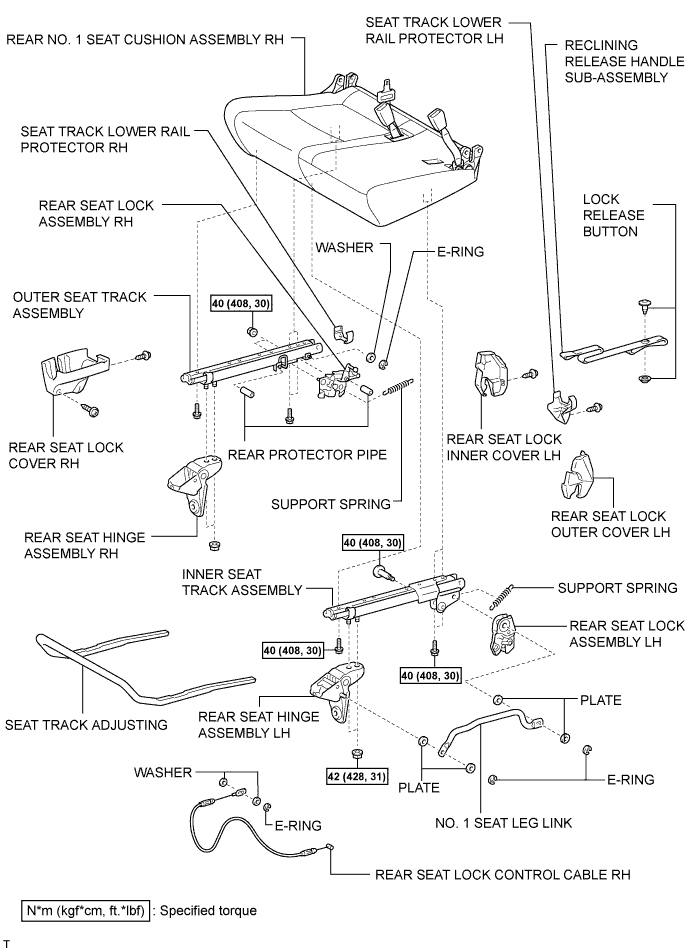 SEAT TRACK LOWER
RAIL PROTECTOR LH
REAR NO. 1 SEAT CUSHION ASSEMBLY RH
RECLINING
RELEASE HANDLE
SUB-ASSEMBLY
SEAT TRACK LOWER RAIL
PROTECTOR RH
REAR SEAT LOCK
ASSEMBLY RH
LOCK
RELEASE
BUTTON
WASHER
E-RING
OUTER SEAT TRACK
ASSEMBLY
40 (408, 30)
REAR SEAT LOCK
COVER RH
REAR PROTECTOR PIPE
REAR SEAT LOCK
INNER COVER LH
SUPPORT SPRING
REAR SEAT LOCK
OUTER COVER LH
REAR SEAT HINGE
ASSEMBLY RH
40 (408, 30)
INNER SEAT
TRACK ASSEMBLY
SUPPORT SPRING
REAR SEAT LOCK
ASSEMBLY LH
40 (408, 30)
40 (408, 30)
PLATE
SEAT TRACK ADJUSTING
REAR SEAT HINGE
ASSEMBLY LH
WASHER
42 (428, 31)
PLATE
E-RING
E-RING
NO. 1 SEAT LEG LINK
REAR SEAT LOCK CONTROL CABLE RH
N*m (kgf*cm, ft.*lbf) : Specified torque
T